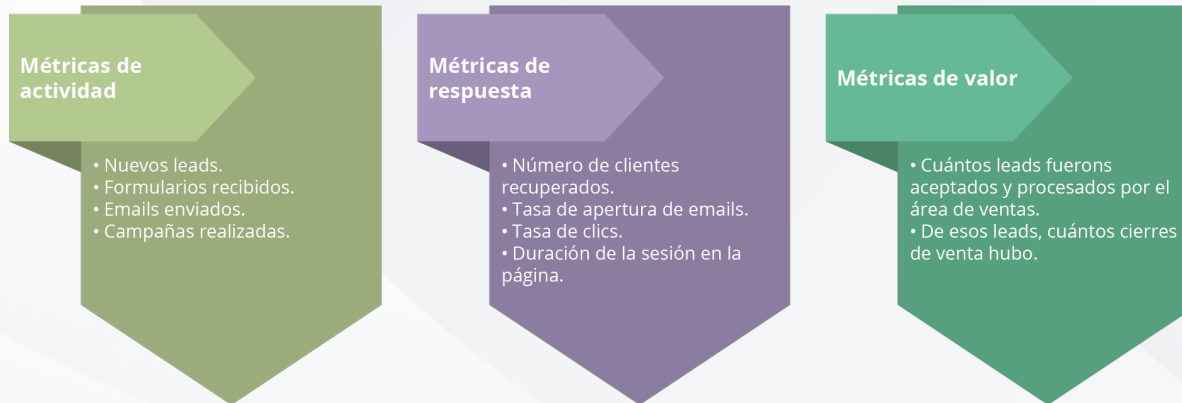 Métricas de
actividad
• Nuevos leads.
• Formularios recibidos.
• Emails enviados.
• Campañas realizadas.
Métricas de
respuesta
• Número de clientes
recuperados.
• Tasa de apertura de emails.
• Tasa de clics.
• Duración de la sesión en la
página.
Métricas de valor
• Cuántos leads fuerons
aceptados y procesados por el
área de ventas.
• De esos leads, cuántos cierres
de venta hubo.